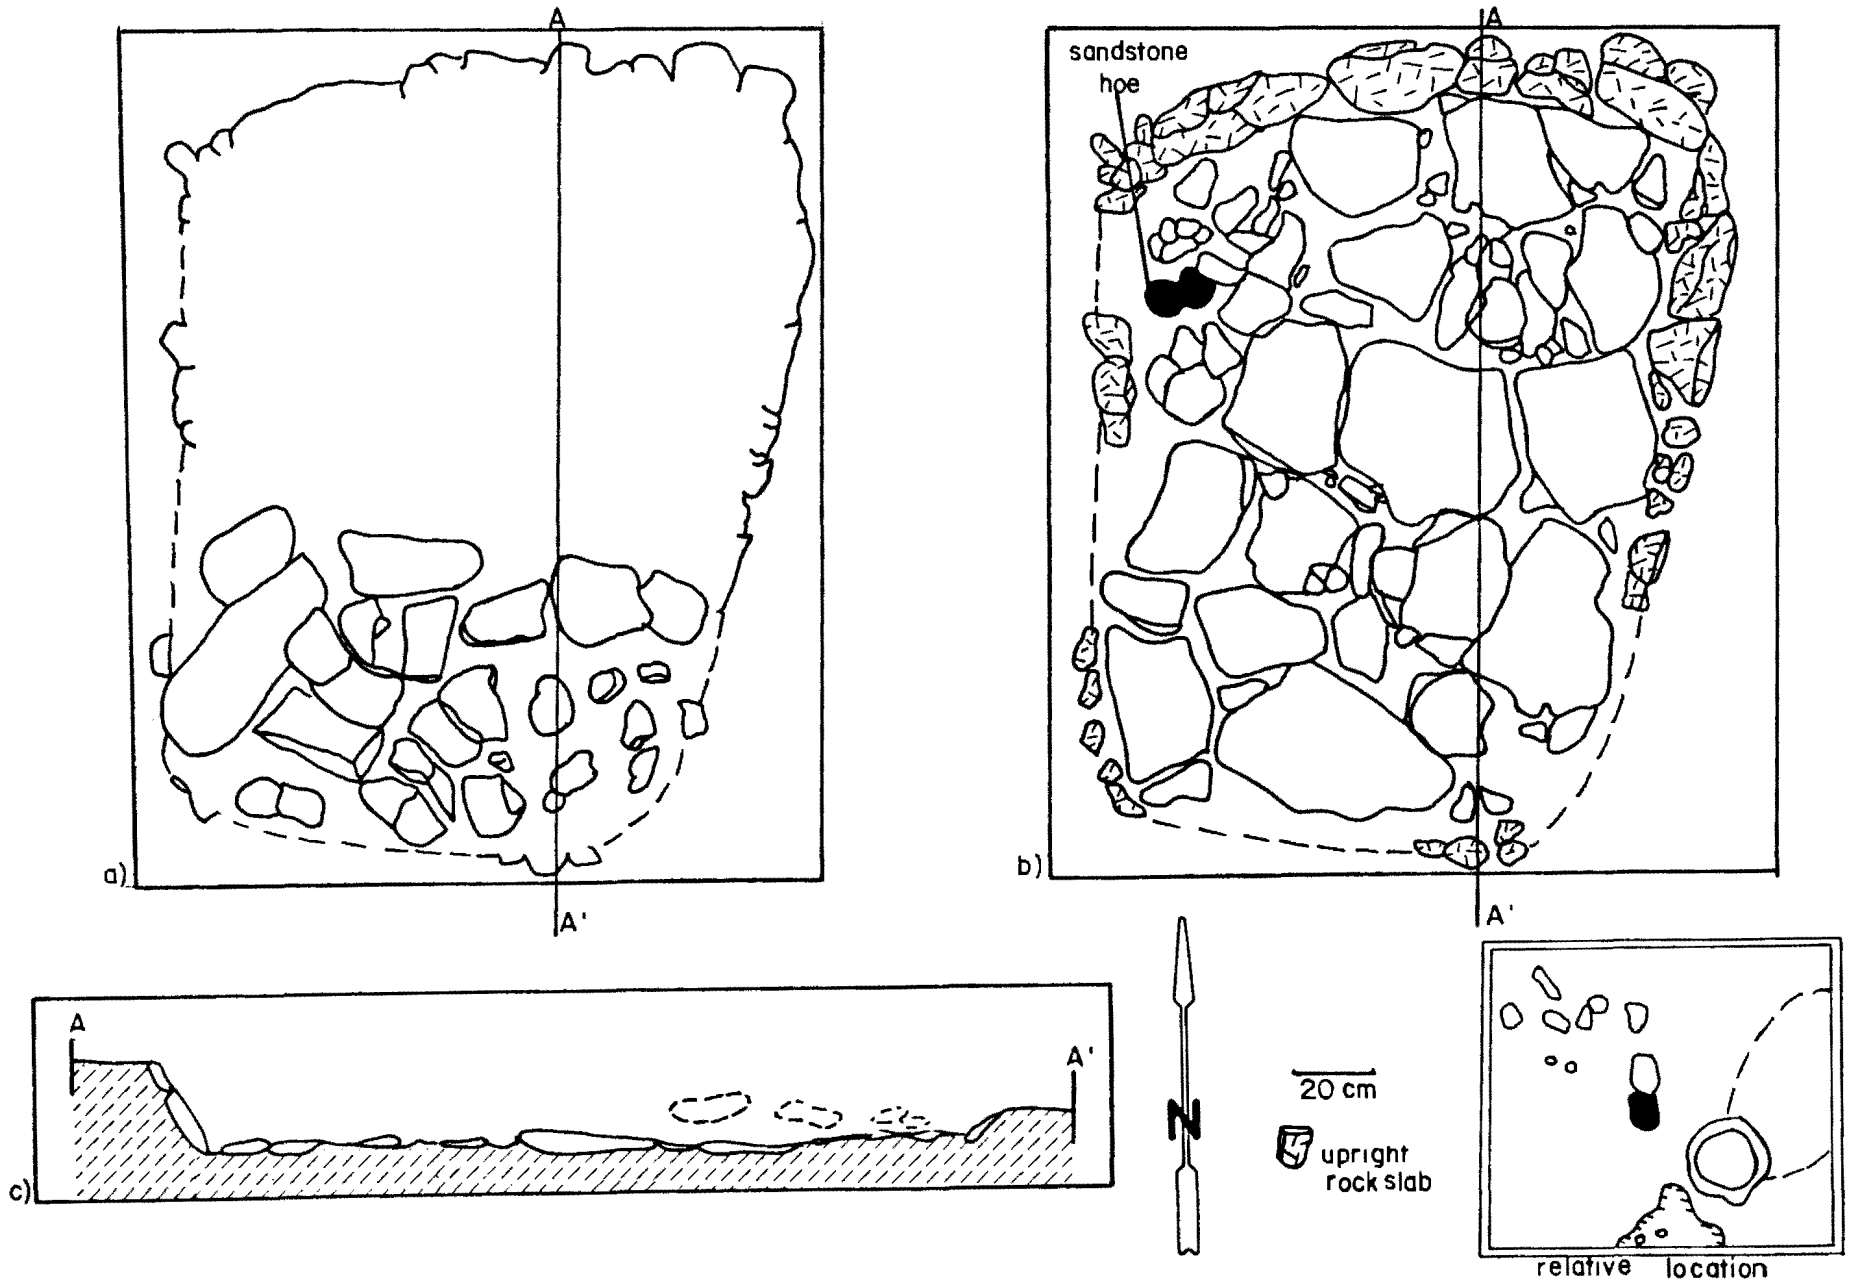 A
A
sandstone
hoe
a)
b)
A'
A'
A
A'
c)
N
20 cm
upright
rock slab
relative location